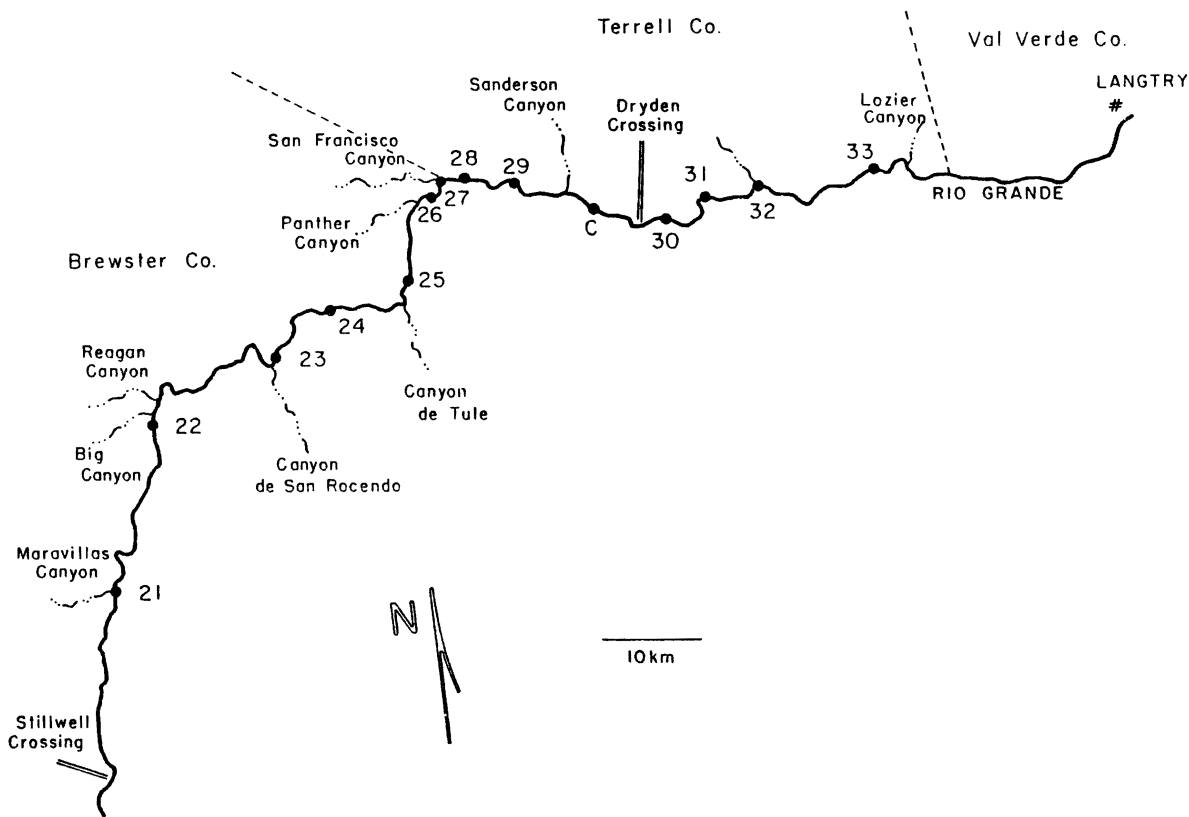 Terrell Co.
Val Verde Co.
LANGTRY
#
Sanderson
Canyon
Dryden
Crossing
Lozier
Canyon
San Francisco
Canyon
28
29
33
31
32
27
26
RIO GRANDE
Panther
Canyon
C
30
Brewster Co.
25
24
23
Reagan
Canyon
Canyon
de Tule
22
Big
Canyon
Canyon
de San Rocendo
Maravillas
Canyon
21
N
10km
Stillwell
Crossing